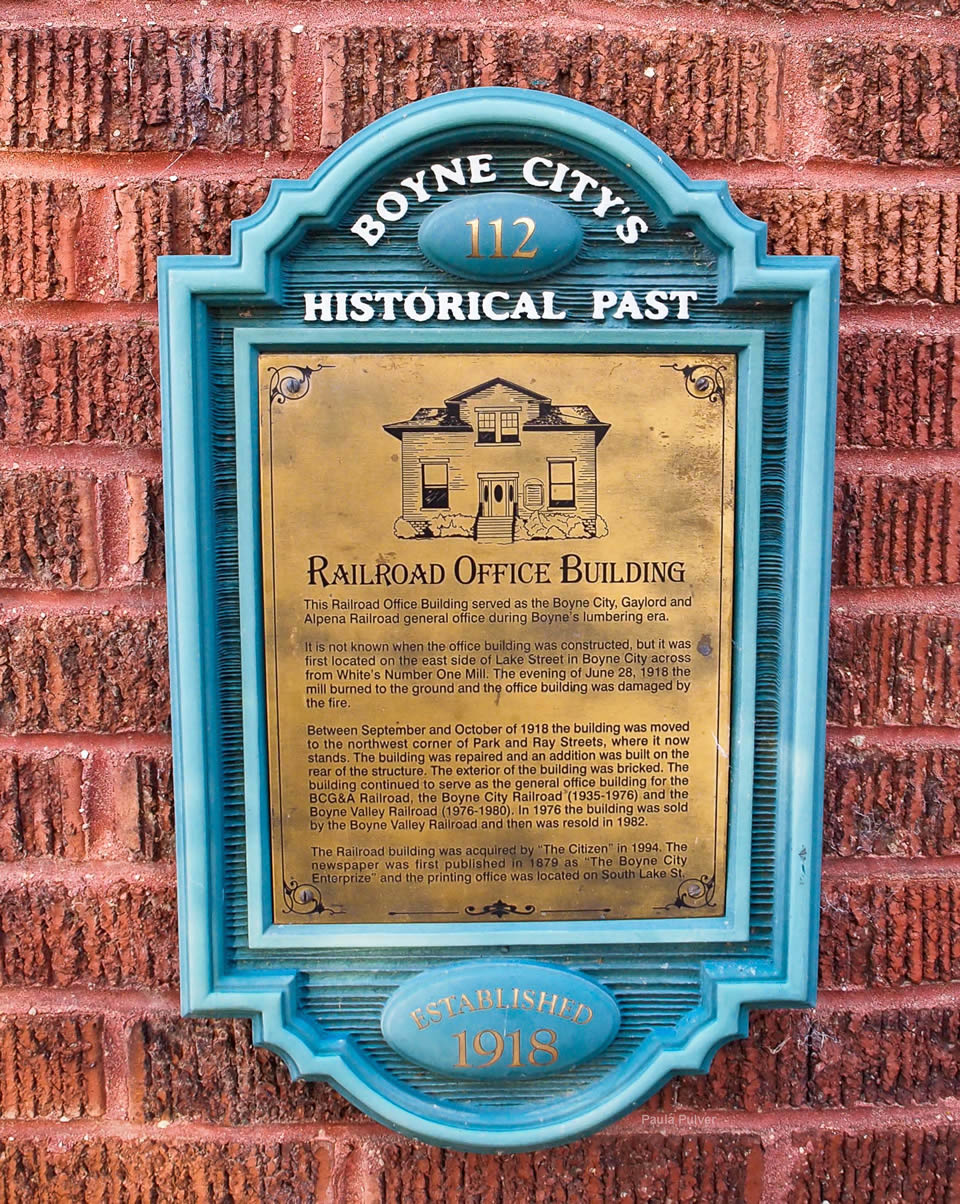 BOYNE CITY'S
112
HISTORICAL PAST
RAILROAD OFFICE BUILDING
This Railroad Office Building served as the Boyne City, Gaylord and
Alpena Railroad general office during Boyne's lumbering era.
It is not known when the office building was constructed, but it was
first located on the east side of Lake Street in Boyne City across
from White's Number One Mill. The evening of June 28, 1918 the
mill burned to the ground and the office building was damaged by
the fire.
Between September and October of 1918 the building was moved
to the northwest corner of Park and Ray Streets, where it now
stands. The building was repaired and an addition was built on the
rear of the structure. The exterior of the building was bricked. The
building continued to serve as the general office building for the
BCG&A Railroad, the Boyne City Railroad (1935-1976) and the
Boyne Valley Railroad (1976-1980). In 1976 the building was sold
by the Boyne Valley Railroad and then was resold in 1982.
The Railroad building was acquired by "The Citizen" in 1994. The
newspaper was first published in 1879 as "The Boyne City
Enterprize" and the printing office was located on South Lake St.
ESTABLISHED
1918
Paula Pulver